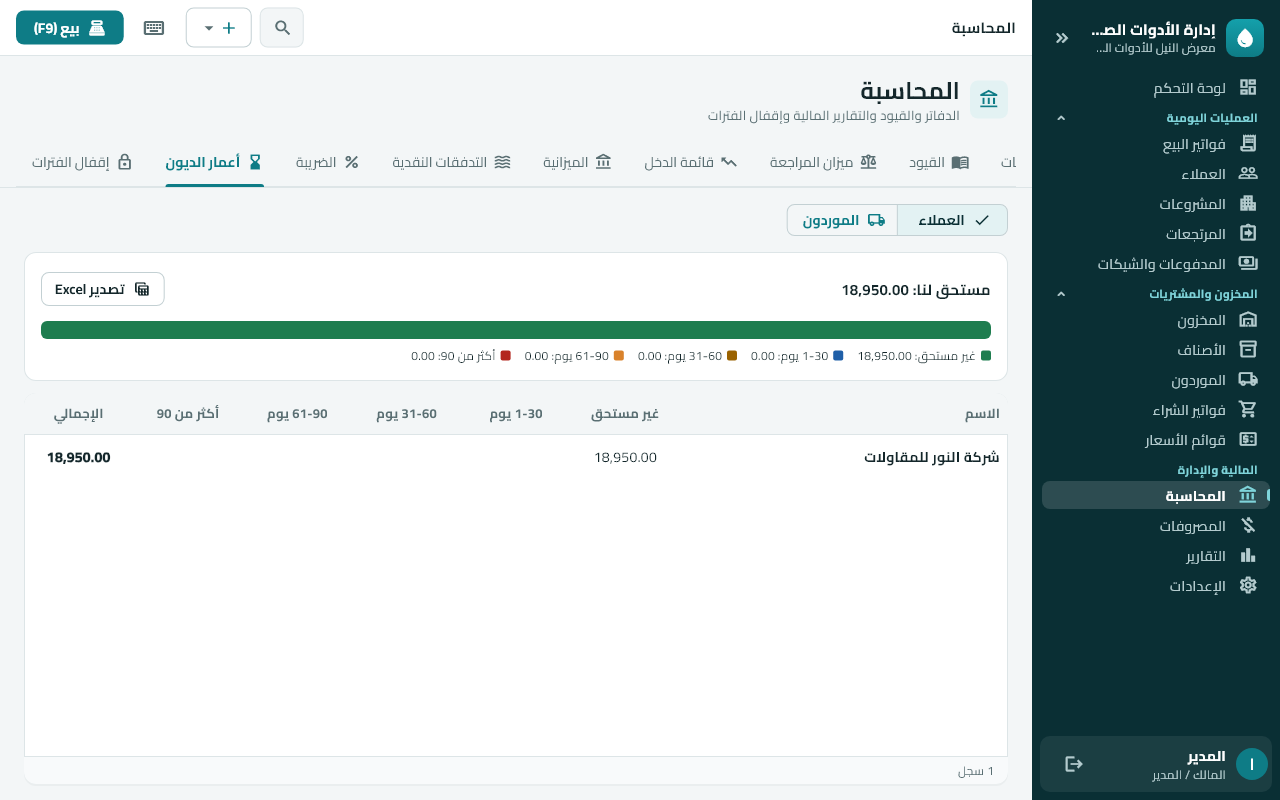 إدارة الأدوات الصـ...
معرض النيل للأدوات الـ...
لوحة التحكم
العمليات اليومية
فواتير البيع
العملاء
المشروعات
المرتجعات
المدفوعات والشيكات
المخزون والمشتريات
المخزون
الأصناف
الموردون
فواتير الشراء
قوائم الأسعار
المالية والإدارة
المحاسبة
المصروفات
التقارير
الإعدادات
المدير
المالك / المدير
المحاسبة
بيع (F9)
المحاسبة
الدفاتر والقيود والتقارير المالية وإقفال الفترات
القيود ميزان المراجعة قائمة الدخل الميزانية التدفقات النقدية الضريبة أعمار الديون إقفال الفترات
العملاء الموردون
مستحق لنا: 18,950.00 تصدير Excel
غير مستحق: 18,950.00 1-30 يوم: 0.00 31-60 يوم: 0.00 61-90 يوم: 0.00 أكثر من 90: 0.00
الاسم غير مستحق 1-30 يوم 31-60 يوم 61-90 يوم أكثر من 90 الإجمالي
شركة النور للمقاولات 18,950.00 18,950.00
1 سجل